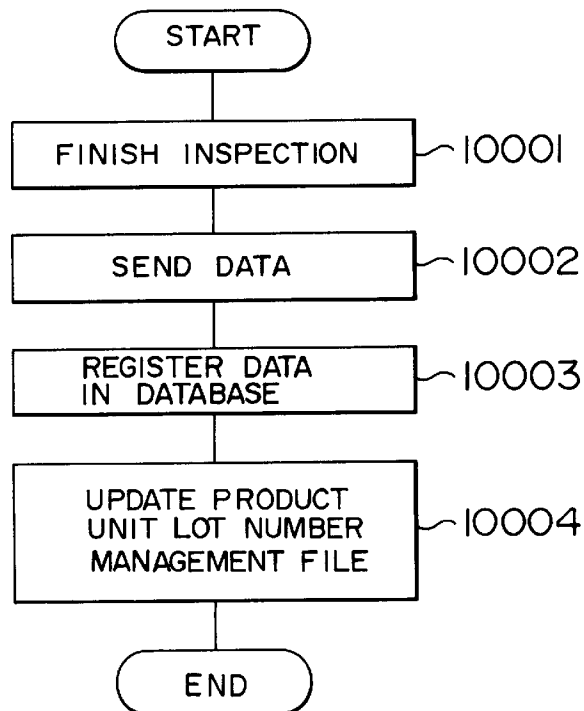 START
FINISH INSPECTION
10001
SEND DATA
10002
REGISTER DATA
IN DATABASE
10003
UPDATE PRODUCT
UNIT LOT NUMBER
MANAGEMENT FILE
10004
END